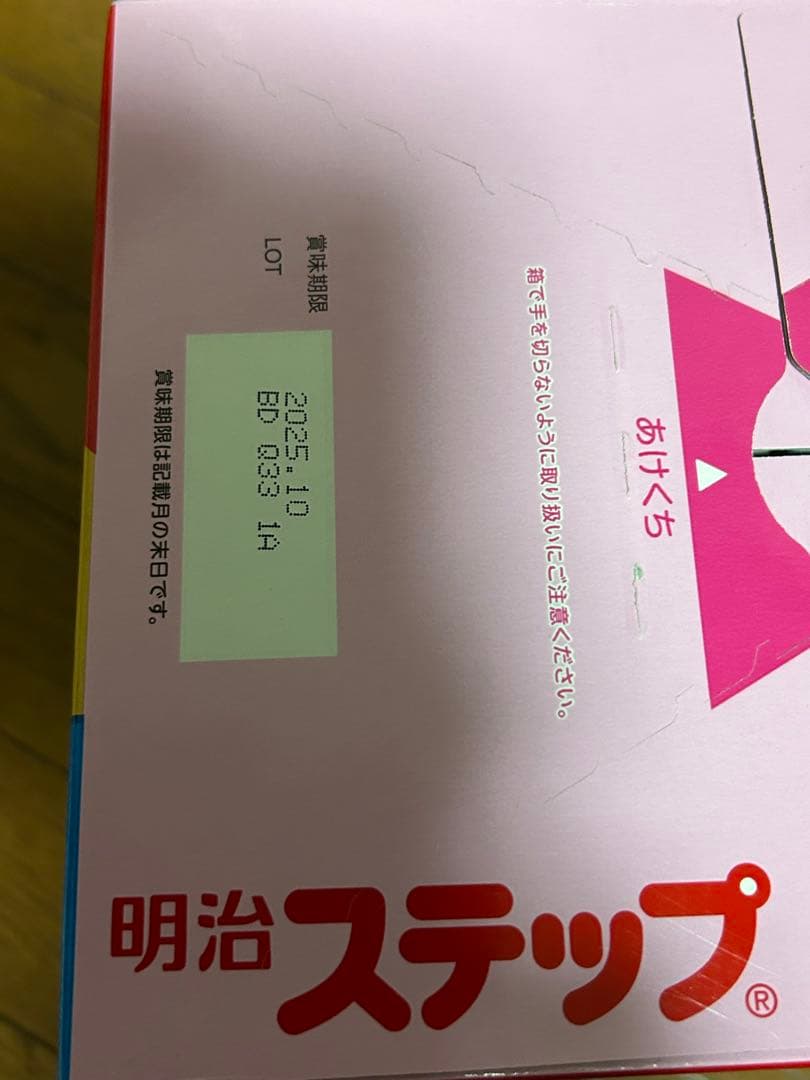 賞味期限
LOT
2025.10
BD Q33 1A
賞味期限は記載月の末日です。
箱で手を切らないように取り扱いにご注意ください。
あけくち
明治ステップ®